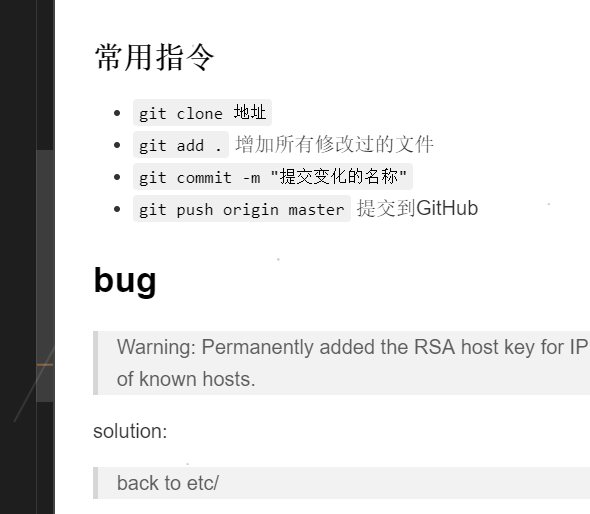 常用指令
git clone 地址
git add . 增加所有修改过的文件
git commit -m "提交变化的名称"
git push origin master 提交到GitHub
bug
Warning: Permanently added the RSA host key for IP
of known hosts.
solution:
back to etc/